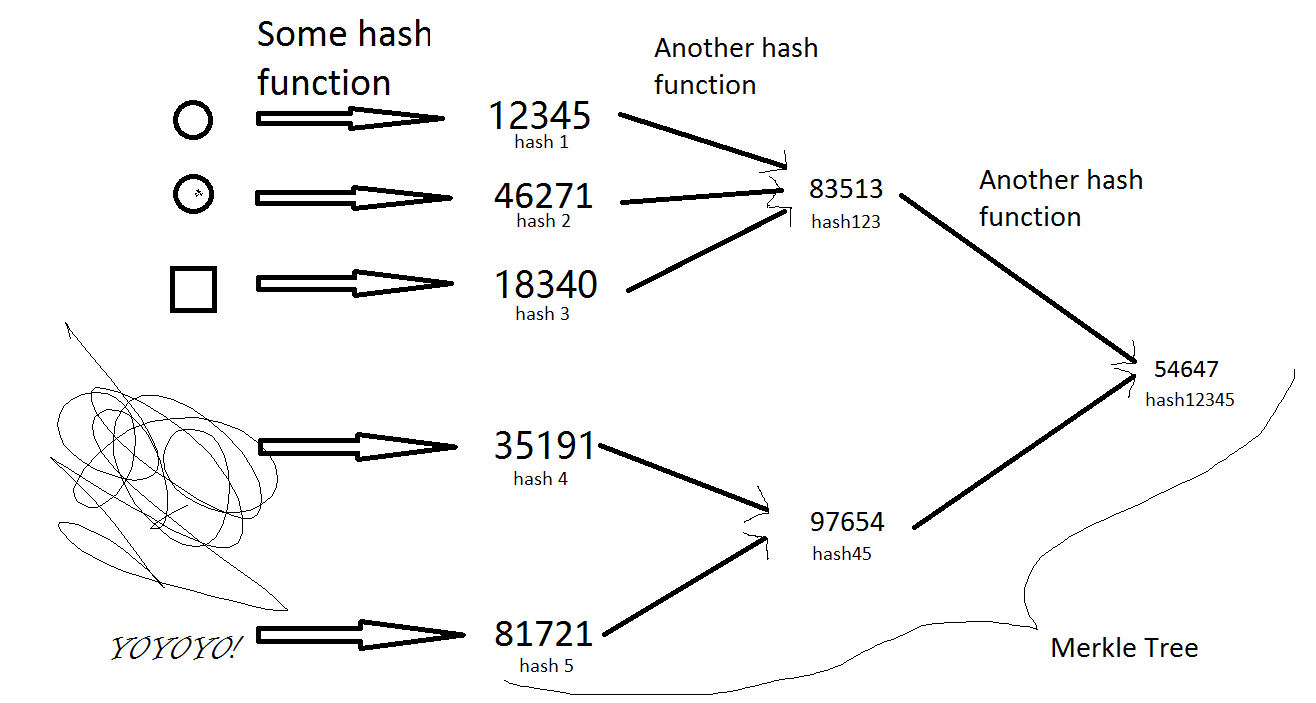 Some hash
function
Another hash
function
12345
hash 1
46271
hash 2
83513
hash123
Another hash
function
18340
hash 3
54647
hash12345
35191
hash 4
97654
hash45
YOYOYO!
81721
hash 5
Merkle Tree